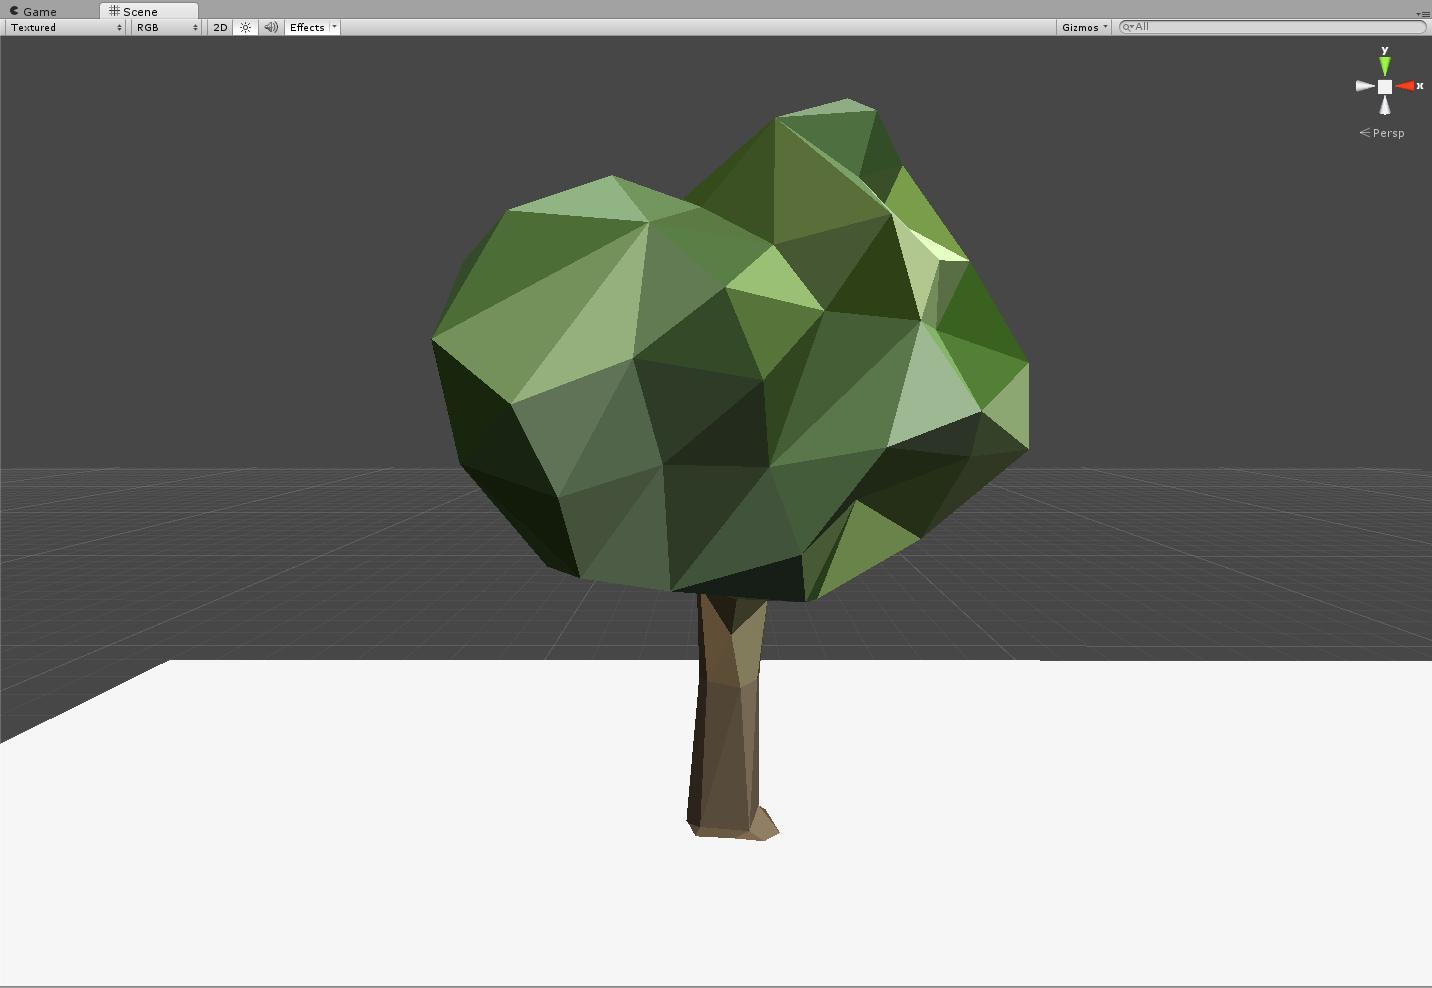 Game Scene
Textured RGB 2D Effects Gizmos All
y
x
Persp